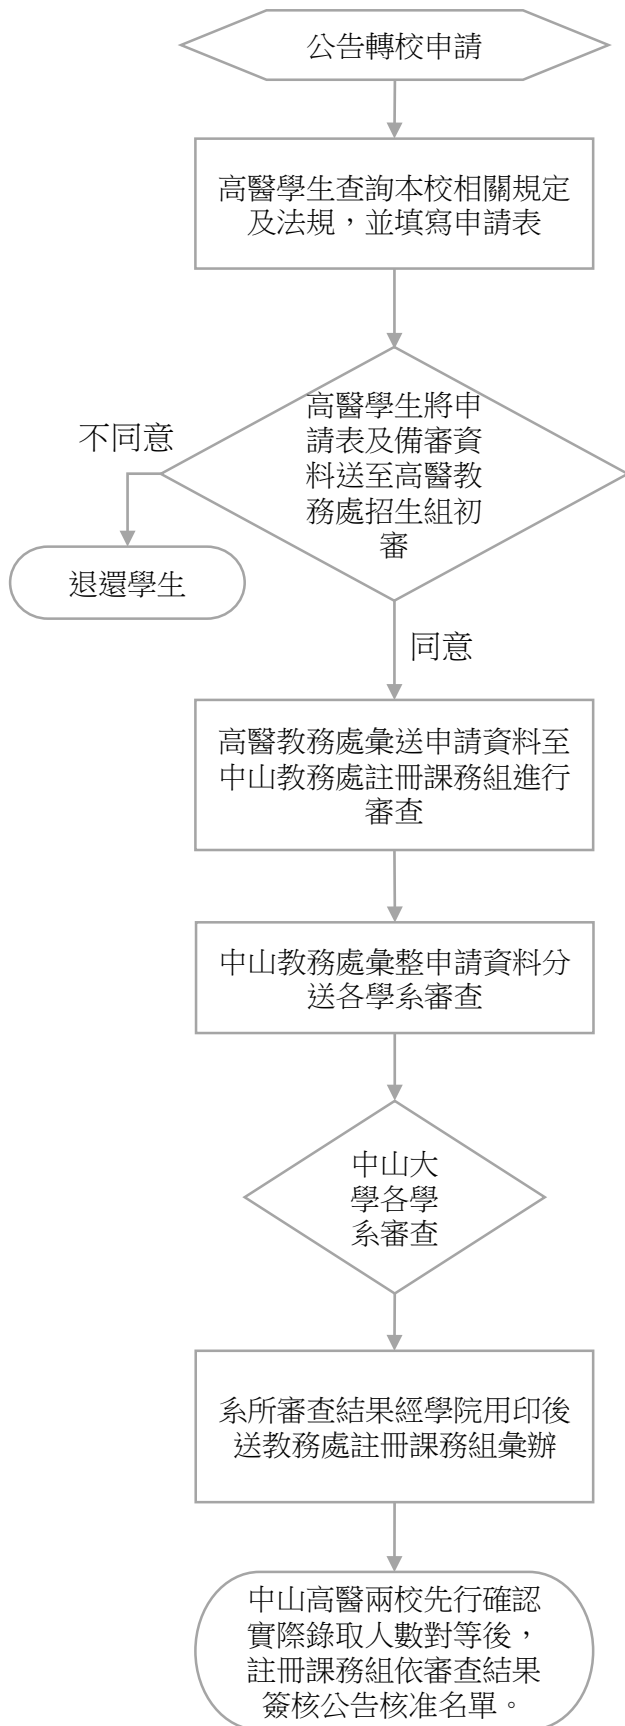 公告轉校申請
高醫學生查詢本校相關規定
及法規，並填寫申請表
高醫學生將申
請表及備審資
料送至高醫教
務處招生組初
審
不同意
退還學生
同意
高醫教務處彙送申請資料至
中山教務處註冊課務組進行
審查
中山教務處彙整申請資料分
送各學系審查
中山大
學各學
系審查
系所審查結果經學院用印後
送教務處註冊課務組彙辦
中山高醫兩校先行確認
實際錄取人數對等後，
註冊課務組依審查結果
簽核公告核准名單。